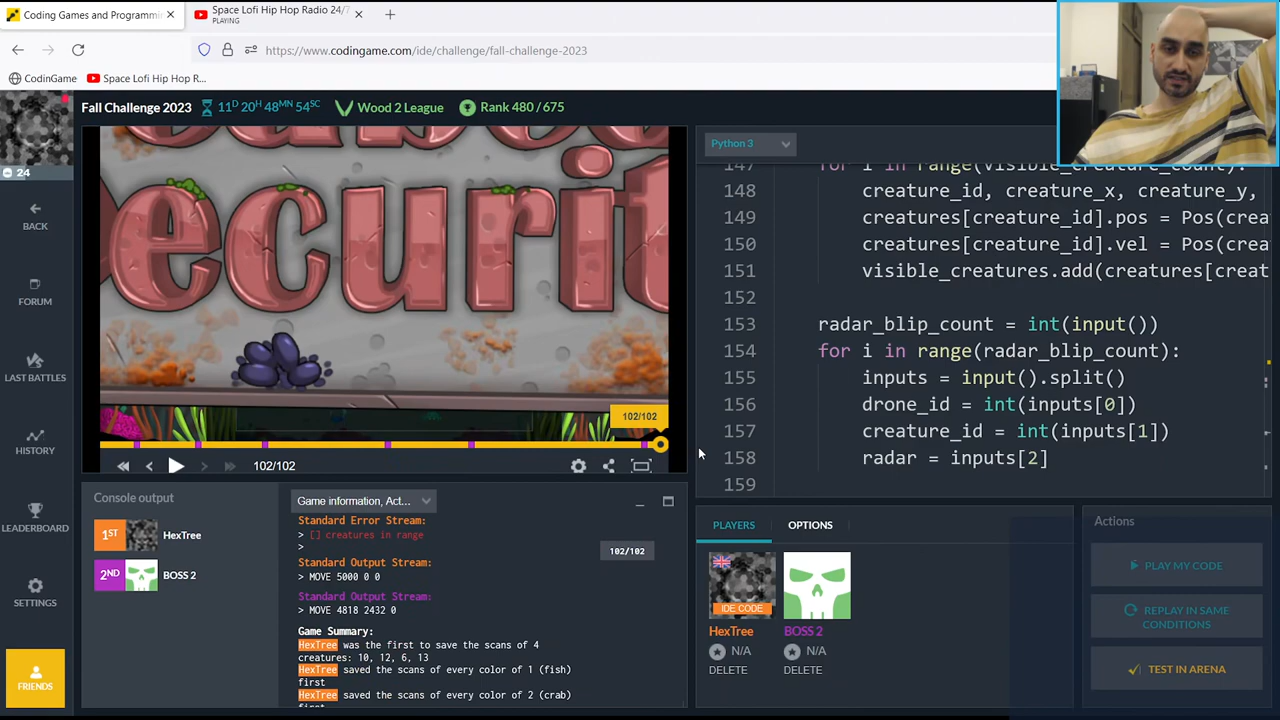 Coding Games and Programmin
Space Lofi Hip Hop Radio 24/7
PLAYING
https://www.codingame.com/ide/challenge/fall-challenge-2023
CodinGame
Space Lofi Hip Hop R...
Fall Challenge 2023
11D 20H 48MN 54SC
Wood 2 League
Rank 480 / 675
24
BACK
FORUM
LAST BATTLES
HISTORY
LEADERBOARD
SETTINGS
FRIENDS
ecurit
102/102
102/102
Console output
1ST HexTree
2ND BOSS 2
Game information, Act...
Standard Error Stream:
> [] creatures in range
>
102/102
Standard Output Stream:
> MOVE 5000 0 0
Standard Output Stream:
> MOVE 4818 2432 0
Game Summary:
HexTree was the first to save the scans of 4
creatures: 10, 12, 6, 13
HexTree saved the scans of every color of 1 (fish)
first
HexTree saved the scans of every color of 2 (crab)
first
Python 3
147 for i in range(visible_creature_count):
148 creature_id, creature_x, creature_y,
149 creatures[creature_id].pos = Pos(crea
150 creatures[creature_id].vel = Pos(crea
151 visible_creatures.add(creatures[creat
152
153 radar_blip_count = int(input())
154 for i in range(radar_blip_count):
155 inputs = input().split()
156 drone_id = int(inputs[0])
157 creature_id = int(inputs[1])
158 radar = inputs[2]
159
PLAYERS
OPTIONS
IDE CODE
HexTree
N/A
DELETE
BOSS 2
N/A
DELETE
Actions
PLAY MY CODE
REPLAY IN SAME
CONDITIONS
TEST IN ARENA